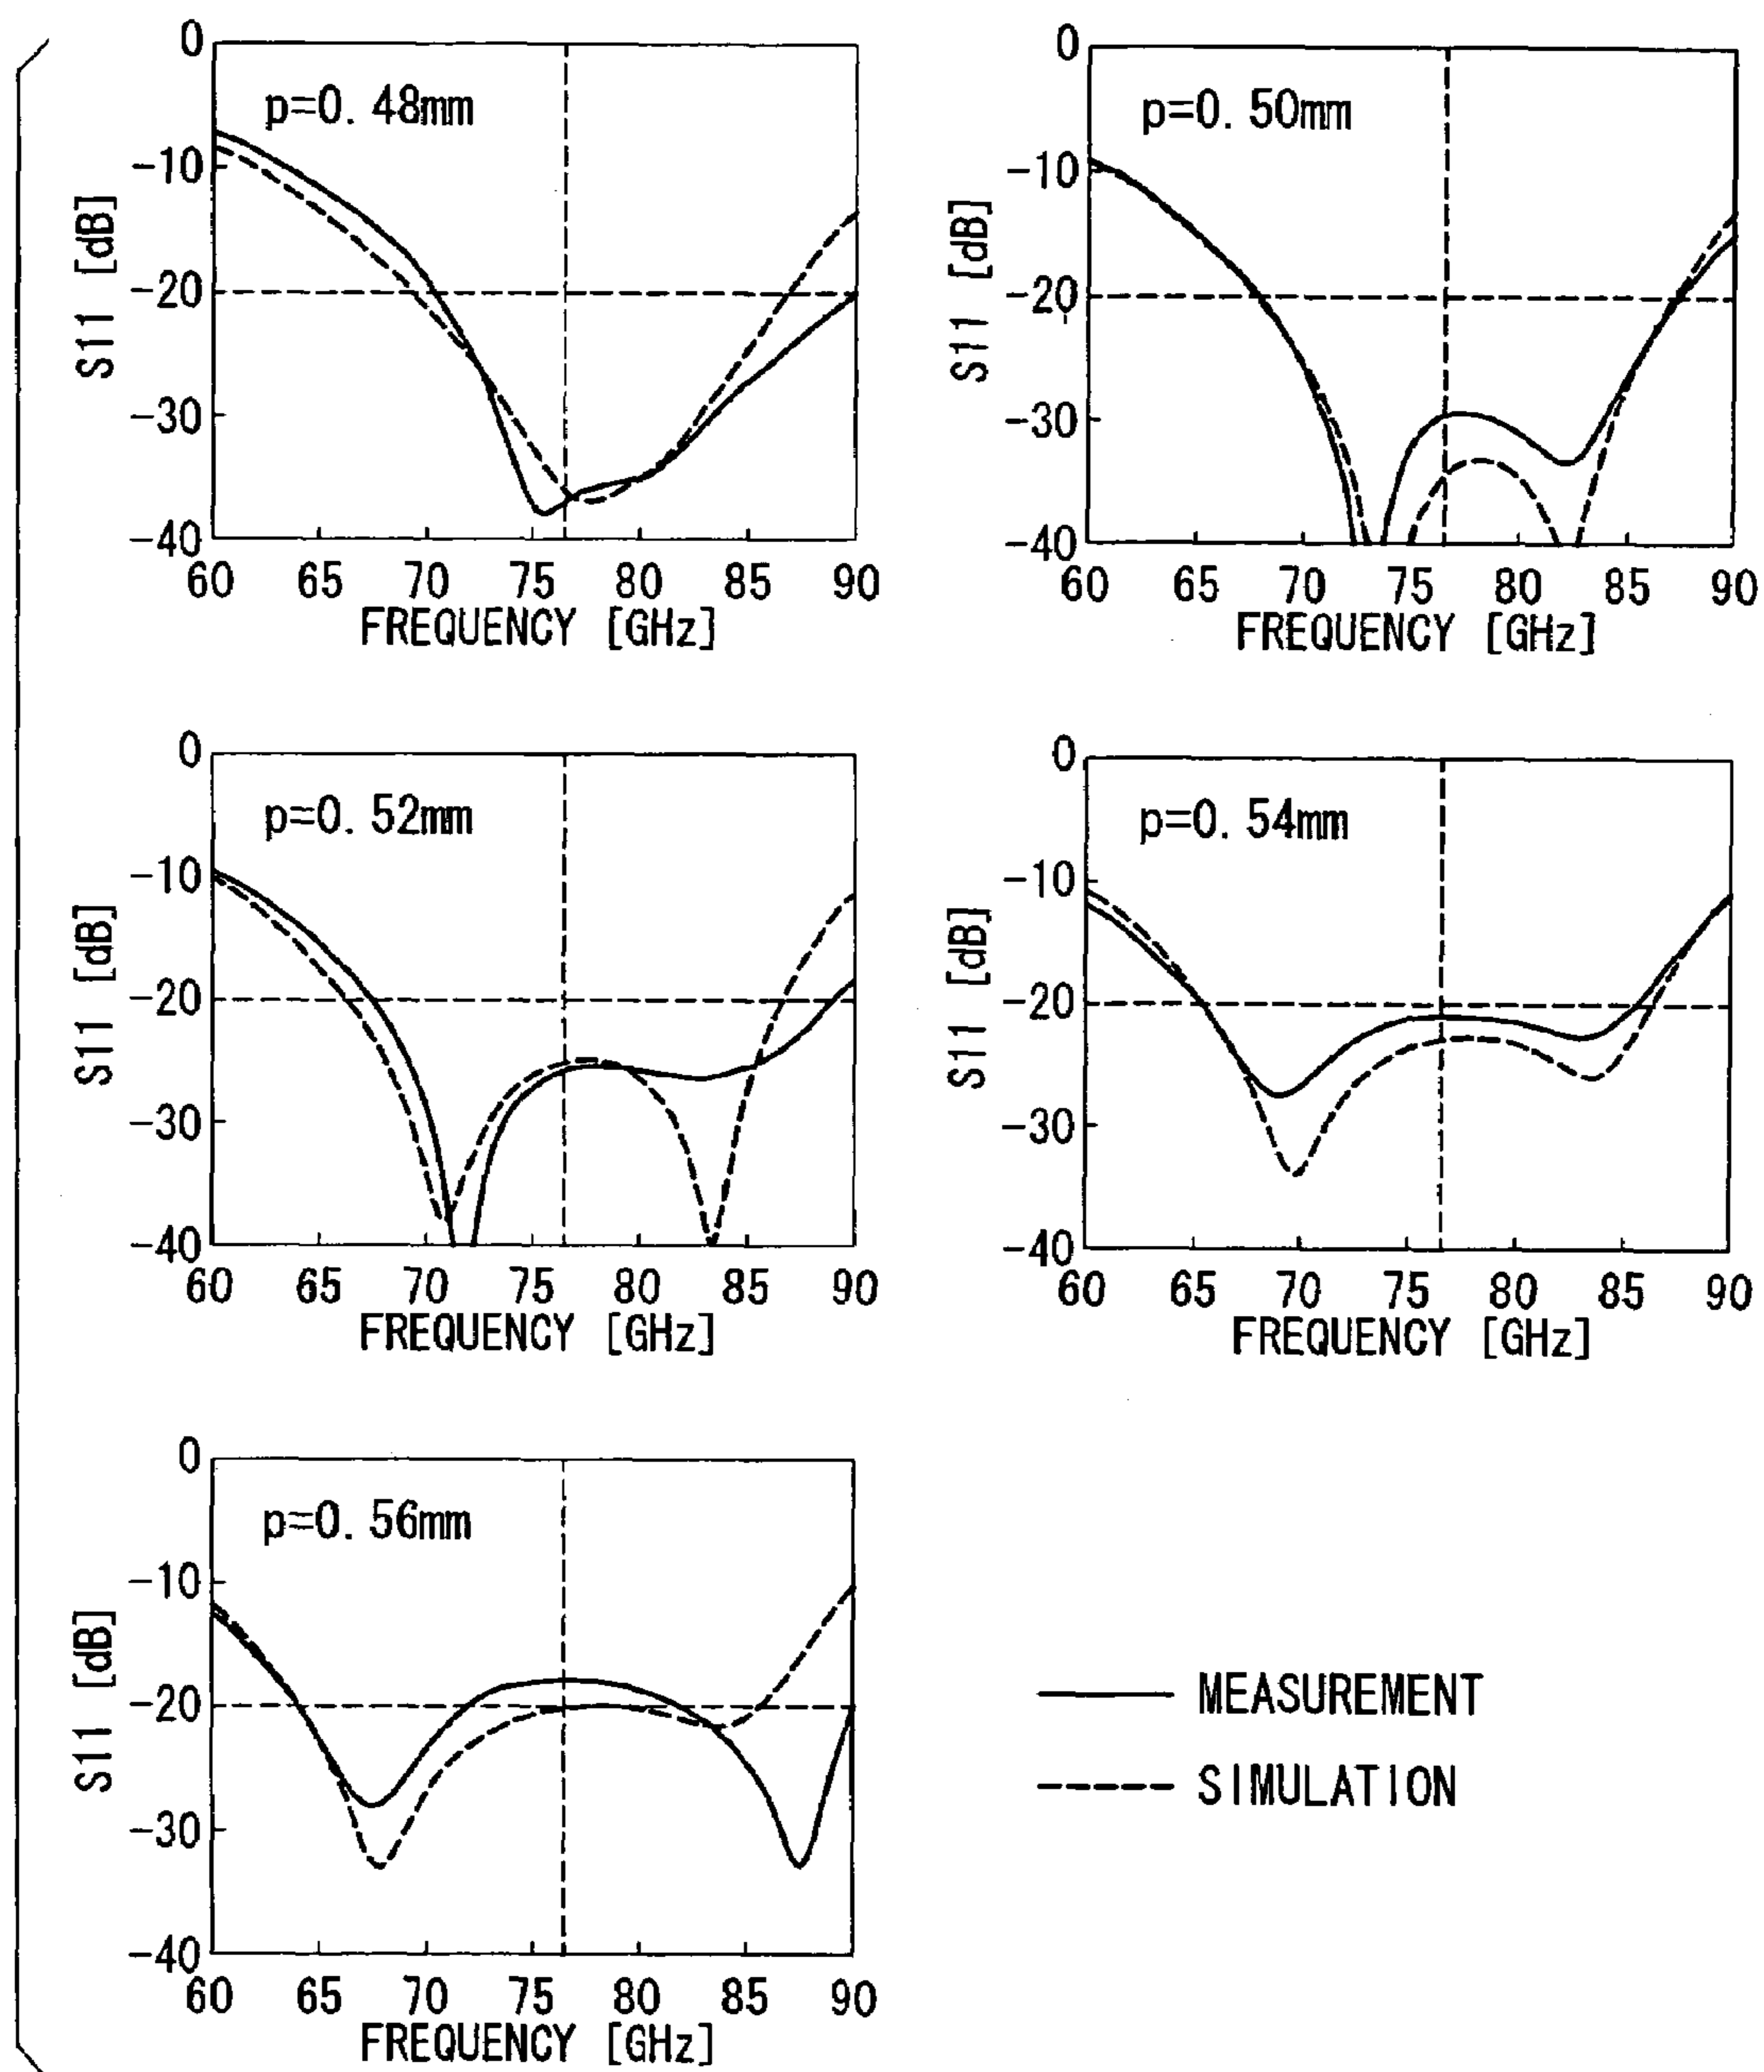 p=0.48mm
0
-10
-20
-30
-40
S11 [dB]
60 65 70 75 80 85 90
FREQUENCY [GHz]
p=0.50mm
0
-10
-20
-30
-40
S11 [dB]
60 65 70 75 80 85 90
FREQUENCY [GHz]
p=0.52mm
0
-10
-20
-30
-40
S11 [dB]
60 65 70 75 80 85 90
FREQUENCY [GHz]
p=0.54mm
0
-10
-20
-30
-40
S11 [dB]
60 65 70 75 80 85 90
FREQUENCY [GHz]
p=0.56mm
0
-10
-20
-30
-40
S11 [dB]
60 65 70 75 80 85 90
FREQUENCY [GHz]
MEASUREMENT
SIMULATION